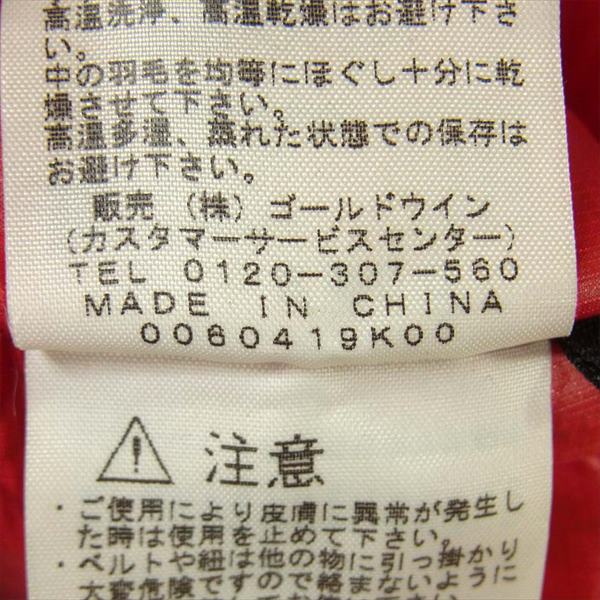 高温洗浄、高温乾燥はお避け下さ
い。
中の羽毛を均等にほぐし十分に乾
燥させて下さい。
高温多湿、蒸れた状態での保存は
お避け下さい。
販売 (株) ゴールドウイン
(カスタマーサービスセンター)
TEL 0120-307-560
MADE IN CHINA
0060419K00
注意
・ご使用により皮膚に異常が発生し
た時は使用を止めて下さい。
・ベルトや紐は他の物に引っ掛かり
大変危険ですので絡まないように